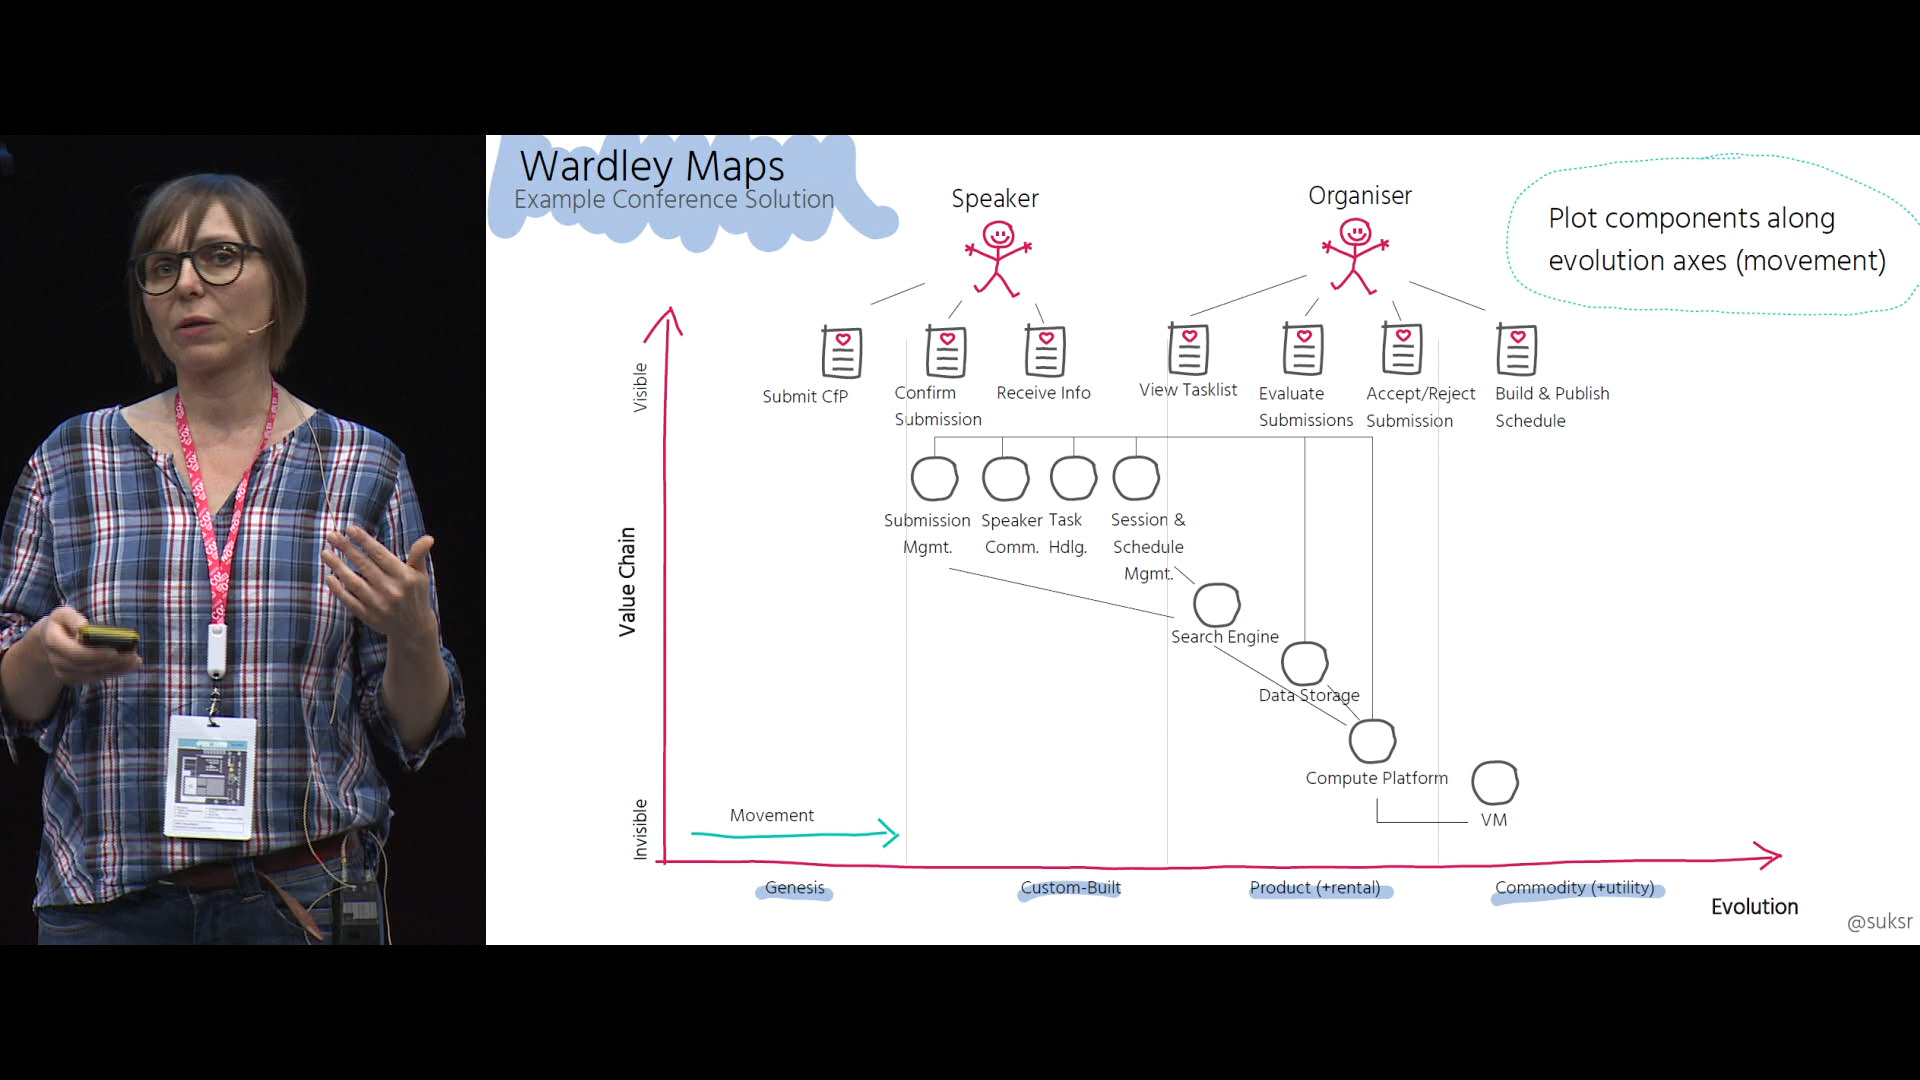 Wardley Maps
Example Conference Solution
Speaker
Organiser
Plot components along
evolution axes (movement)
Visible
Submit CfP
Confirm
Submission
Receive Info
View Tasklist
Evaluate
Submissions
Accept/Reject
Submission
Build & Publish
Schedule
Value Chain
Submission
Mgmt.
Speaker
Comm.
Task
Hdlg.
Session &
Schedule
Mgmt.
Search Engine
Data Storage
Compute Platform
VM
Invisible
Movement
Genesis
Custom-Built
Product (+rental)
Commodity (+utility)
Evolution
@suksr